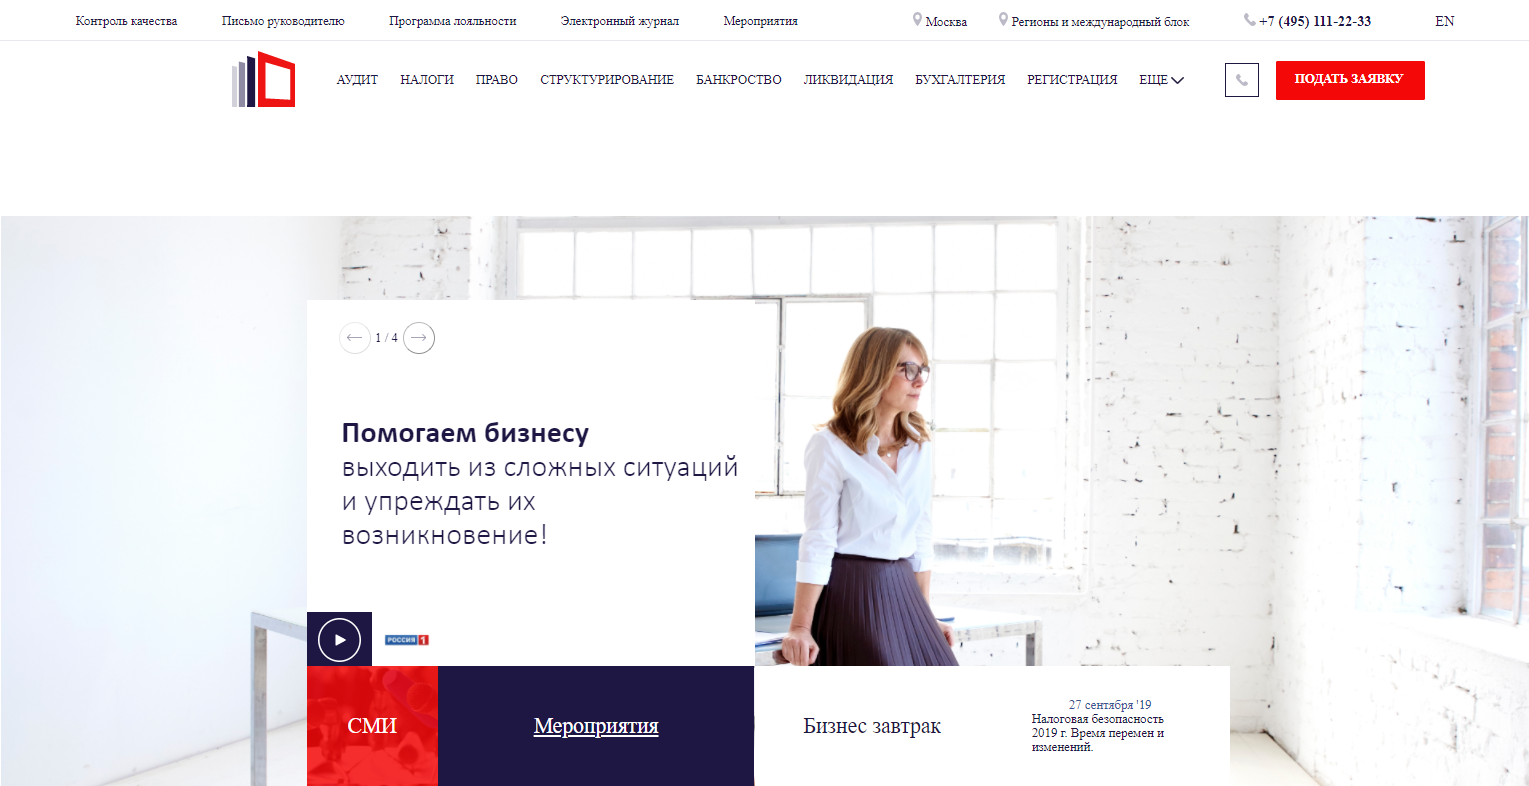 Контроль качества Письмо руководителю Программа лояльности Электронный журнал Мероприятия Москва Регионы и международный блок +7 (495) 111-22-33 EN
АУДИТ НАЛОГИ ПРАВО СТРУКТУРИРОВАНИЕ БАНКРОСТВО ЛИКВИДАЦИЯ БУХГАЛТЕРИЯ РЕГИСТРАЦИЯ ЕЩЕ ПОДАТЬ ЗАЯВКУ
1 / 4
Помогаем бизнесу
выходить из сложных ситуаций
и упреждать их
возникновение!
РОССИЯ 1
СМИ Мероприятия Бизнес завтрак
27 сентября '19
Налоговая безопасность
2019 г. Время перемен и
изменений.